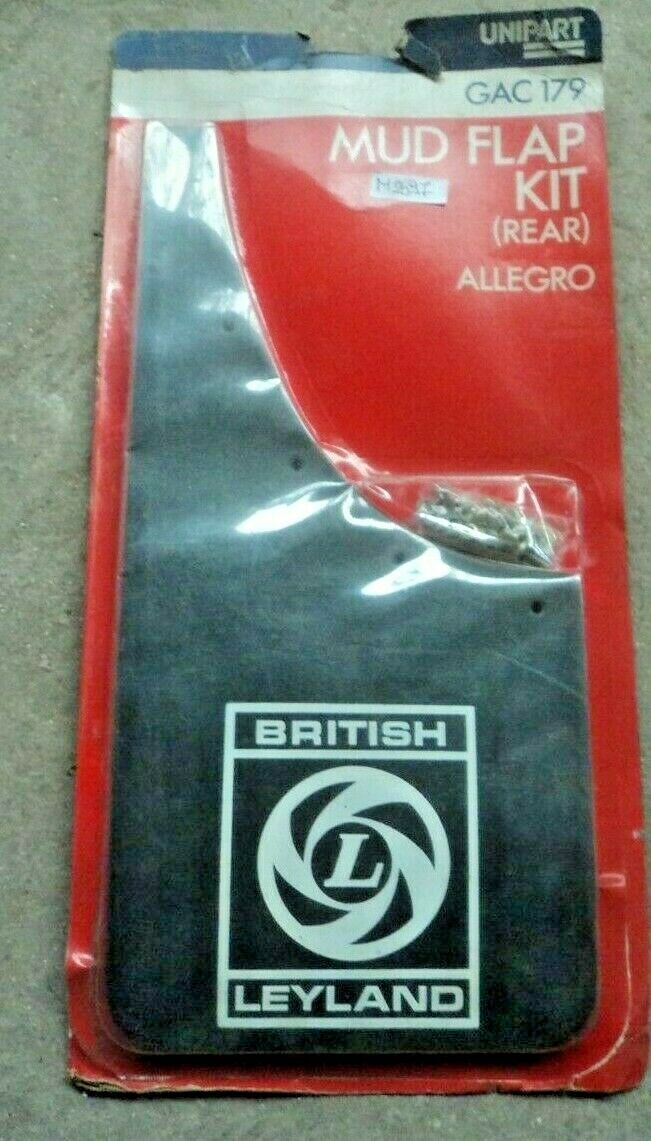 UNIPART
GAC 179
MUD FLAP
KIT
(REAR)
ALLEGRO
BRITISH
L
LEYLAND